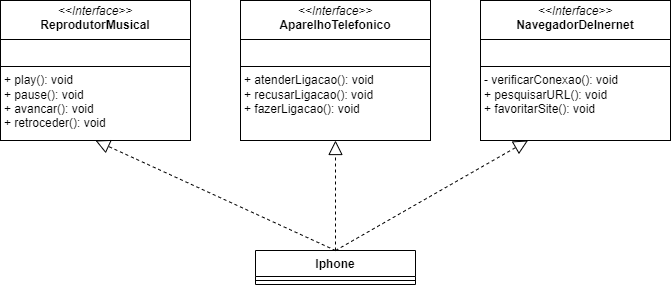 <<Interface>>
ReprodutorMusical
+ play(): void
+ pause(): void
+ avancar(): void
+ retroceder(): void
<<Interface>>
AparelhoTelefonico
+ atenderLigacao(): void
+ recusarLigacao(): void
+ fazerLigacao(): void
<<Interface>>
NavegadorDeInernet
- verificarConexao(): void
+ pesquisarURL(): void
+ favoritarSite(): void
Iphone